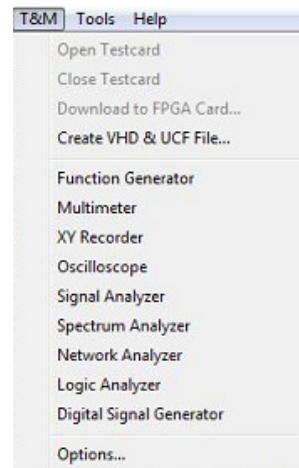 T&M Tools Help
Open Testcard
Close Testcard
Download to FPGA Card...
Create VHD & UCF File...
Function Generator
Multimeter
XY Recorder
Oscilloscope
Signal Analyzer
Spectrum Analyzer
Network Analyzer
Logic Analyzer
Digital Signal Generator
Options...